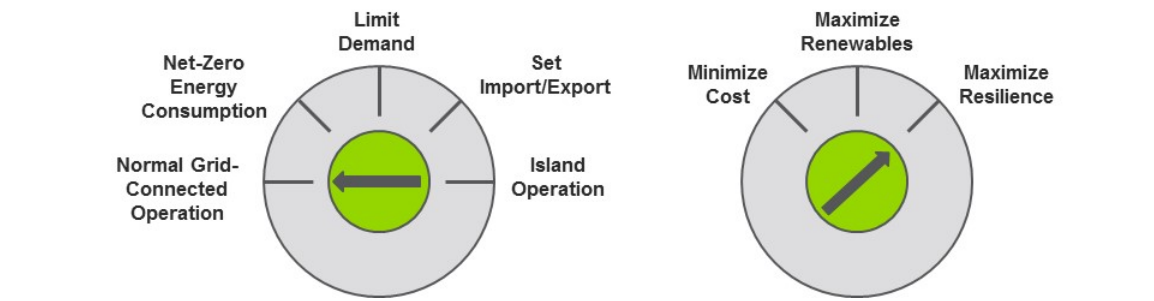 Limit
Demand
Net-Zero
Energy
Consumption
Set
Import/Export
Normal Grid-
Connected
Operation
Island
Operation
Maximize
Renewables
Minimize
Cost
Maximize
Resilience